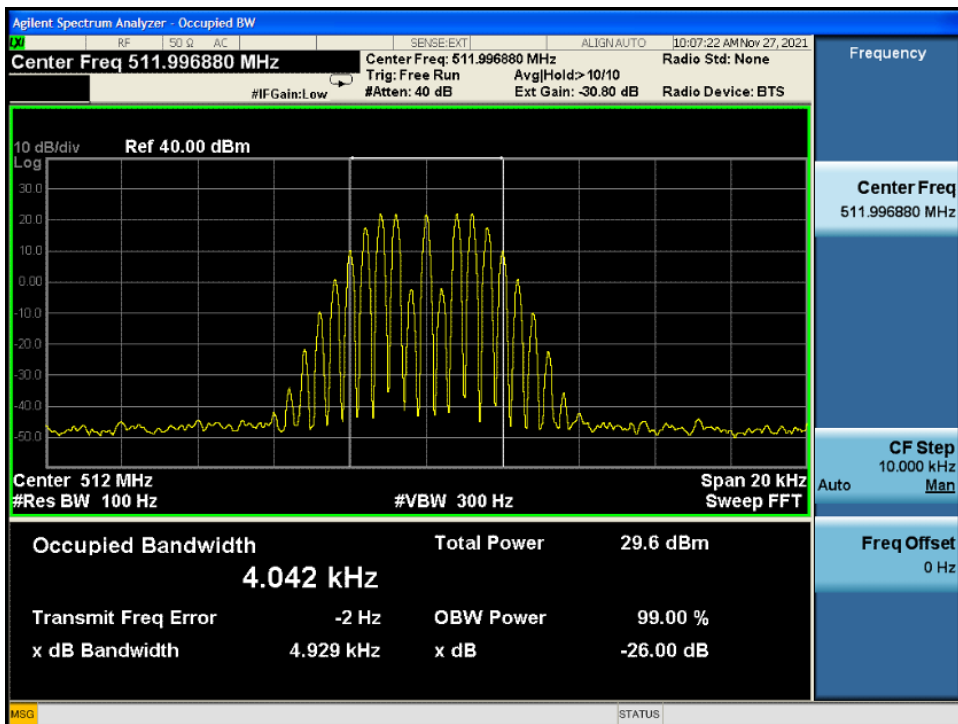 Agilent Spectrum Analyzer - Occupied BW
LXI RF 50 Ω AC SENSE:EXT ALIGNAUTO 10:07:22 AMNov 27, 2021
Center Freq 511.996880 MHz
Center Freq: 511.996880 MHz
Radio Std: None
Trig: Free Run Avg|Hold>10/10
#IFGain:Low
#Atten: 40 dB Ext Gain: -30.80 dB Radio Device: BTS
10 dB/div Ref 40.00 dBm
Log
30.0
20.0
10.0
0.00
-10.0
-20.0
-30.0
-40.0
-50.0
Center 512 MHz Span 20 kHz
#Res BW 100 Hz #VBW 300 Hz Sweep FFT
Occupied Bandwidth Total Power 29.6 dBm
4.042 kHz
Transmit Freq Error -2 Hz OBW Power 99.00 %
x dB Bandwidth 4.929 kHz x dB -26.00 dB
MSG STATUS
Frequency
Center Freq
511.996880 MHz
CF Step
10.000 kHz
Auto Man
Freq Offset
0 Hz